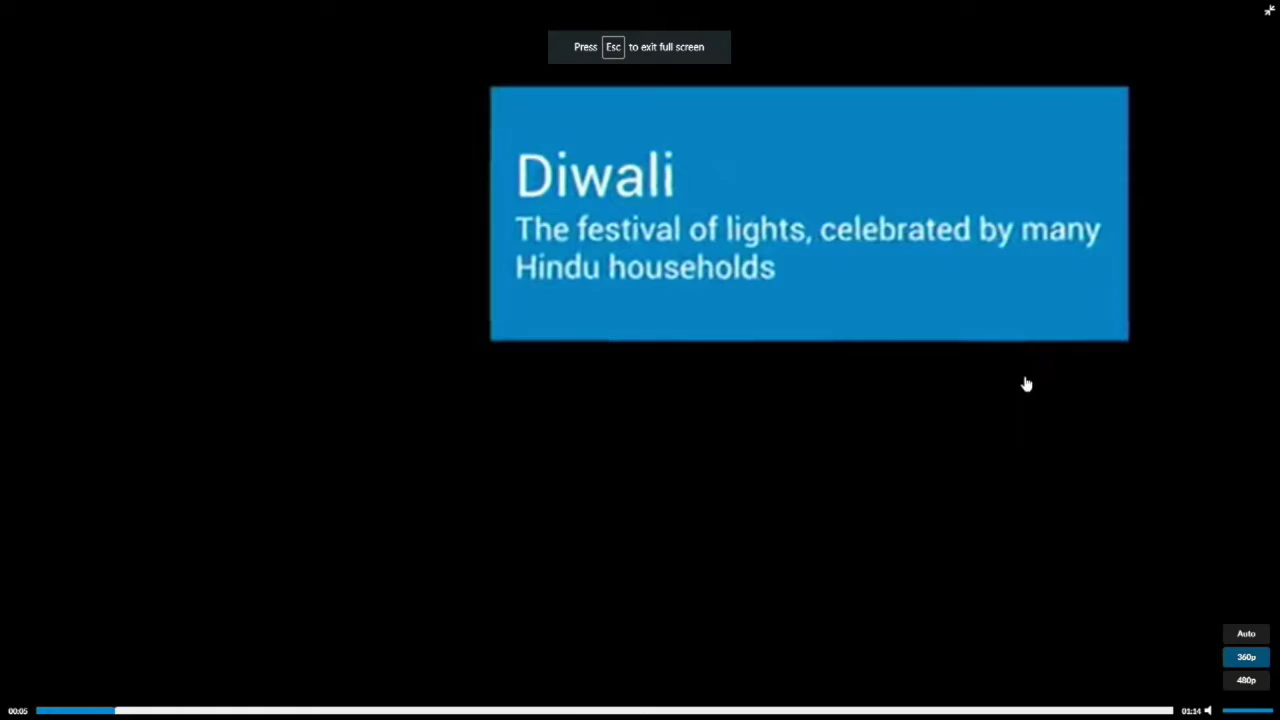 Press Esc to exit full screen
Diwali
The festival of lights, celebrated by many
Hindu households
Auto
360p
480p
00:05
01:14